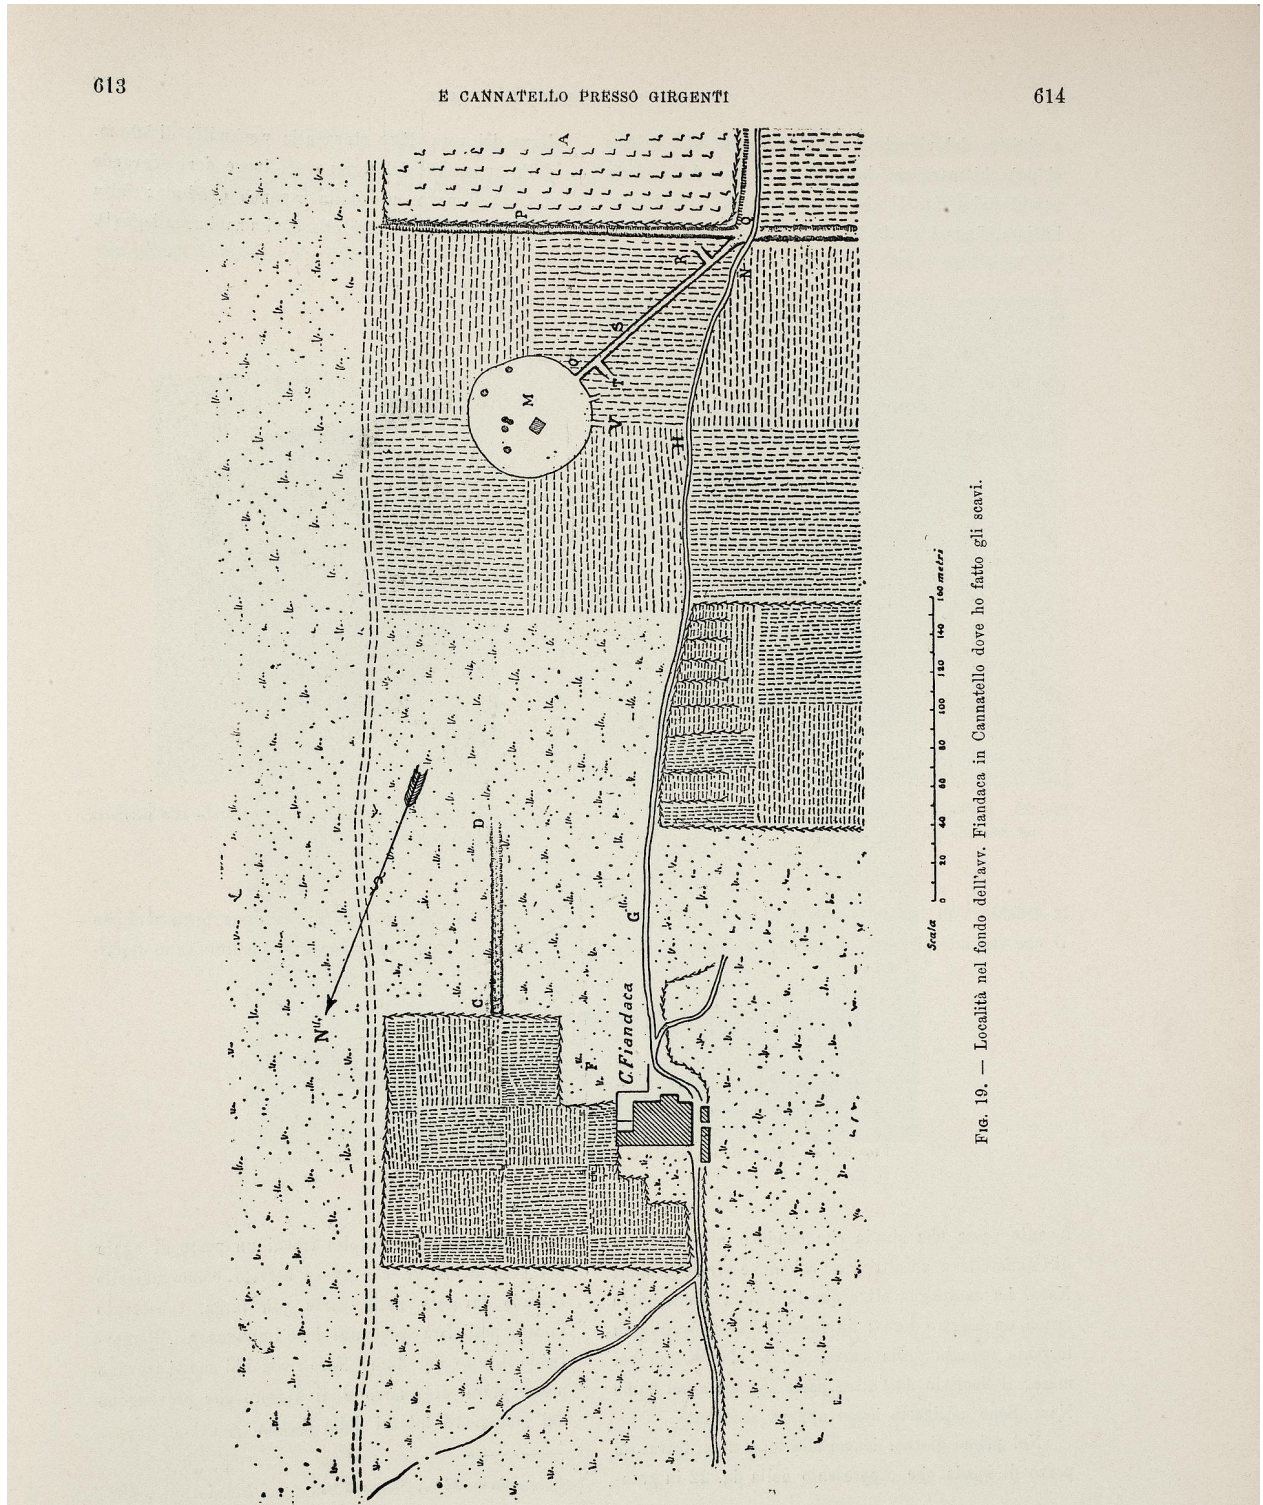 613
E CANNATELLO PRESSO GIRGENTI
614
A
P
Q
R
N
S
O
T
M
V
H
D
L
G
C
N
C. Fiandaca
F
E
Scala
0 20 40 60 80 100 120 140 160 metri
FIG. 19. — Località nel fondo dell'avv. Fiandaca in Cannatello dove ho fatto gli scavi.